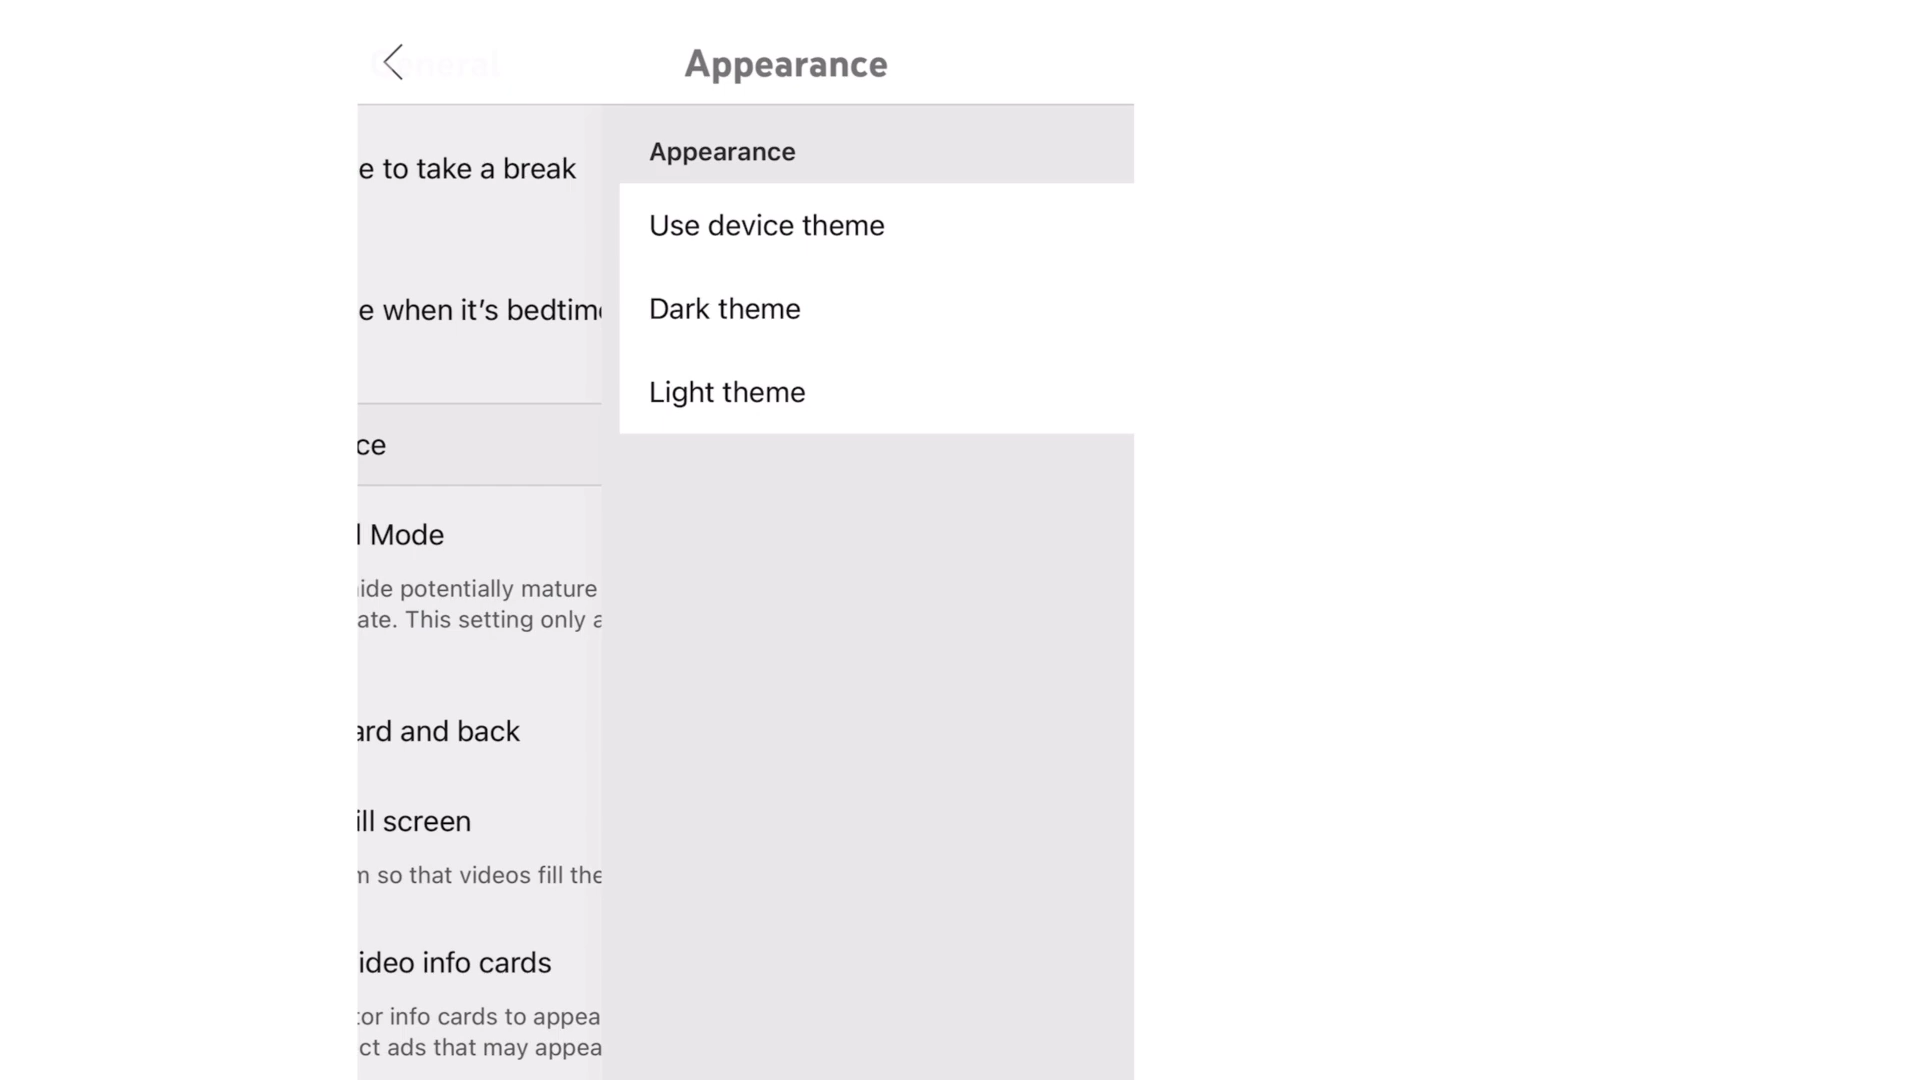 General
Appearance
e to take a break
e when it's bedtim
ce
l Mode
ide potentially mature
ate. This setting only a
ard and back
ill screen
m so that videos fill the
ideo info cards
tor info cards to appea
ct ads that may appea
Appearance
Use device theme
Dark theme
Light theme